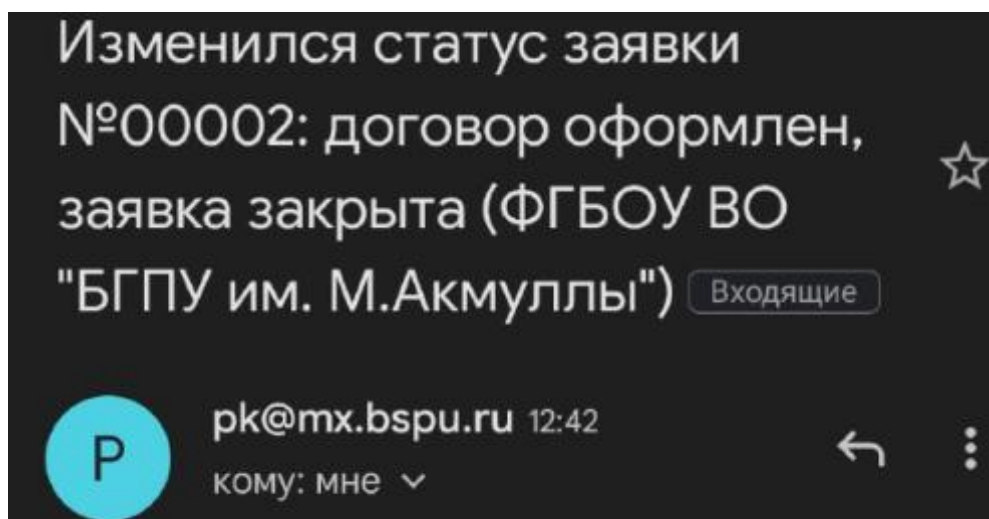 Изменился статус заявки
№00002: договор оформлен,
заявка закрыта (ФГБОУ ВО
"БГПУ им. М.Акмуллы") Входящие
P
pk@mx.bspu.ru 12:42
кому: мне